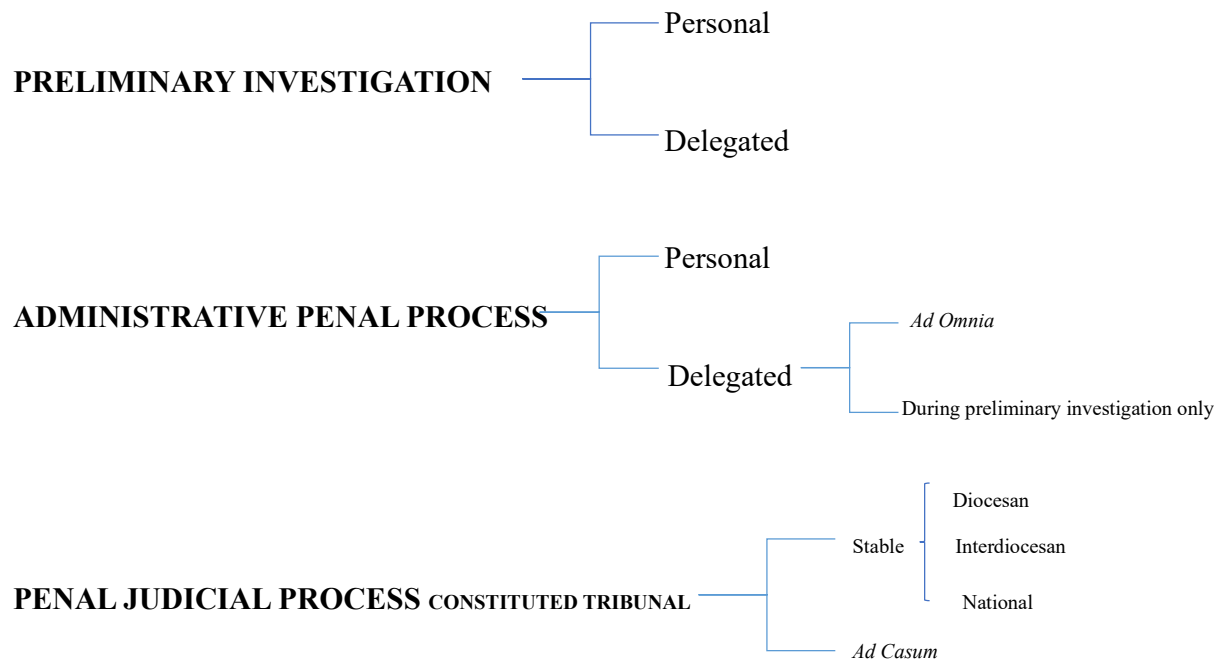 Personal
PRELIMINARY INVESTIGATION
Delegated
Personal
ADMINISTRATIVE PENAL PROCESS
Ad Omnia
Delegated
During preliminary investigation only
Diocesan
Stable
Interdiocesan
PENAL JUDICIAL PROCESS CONSTITUTED TRIBUNAL
National
Ad Casum